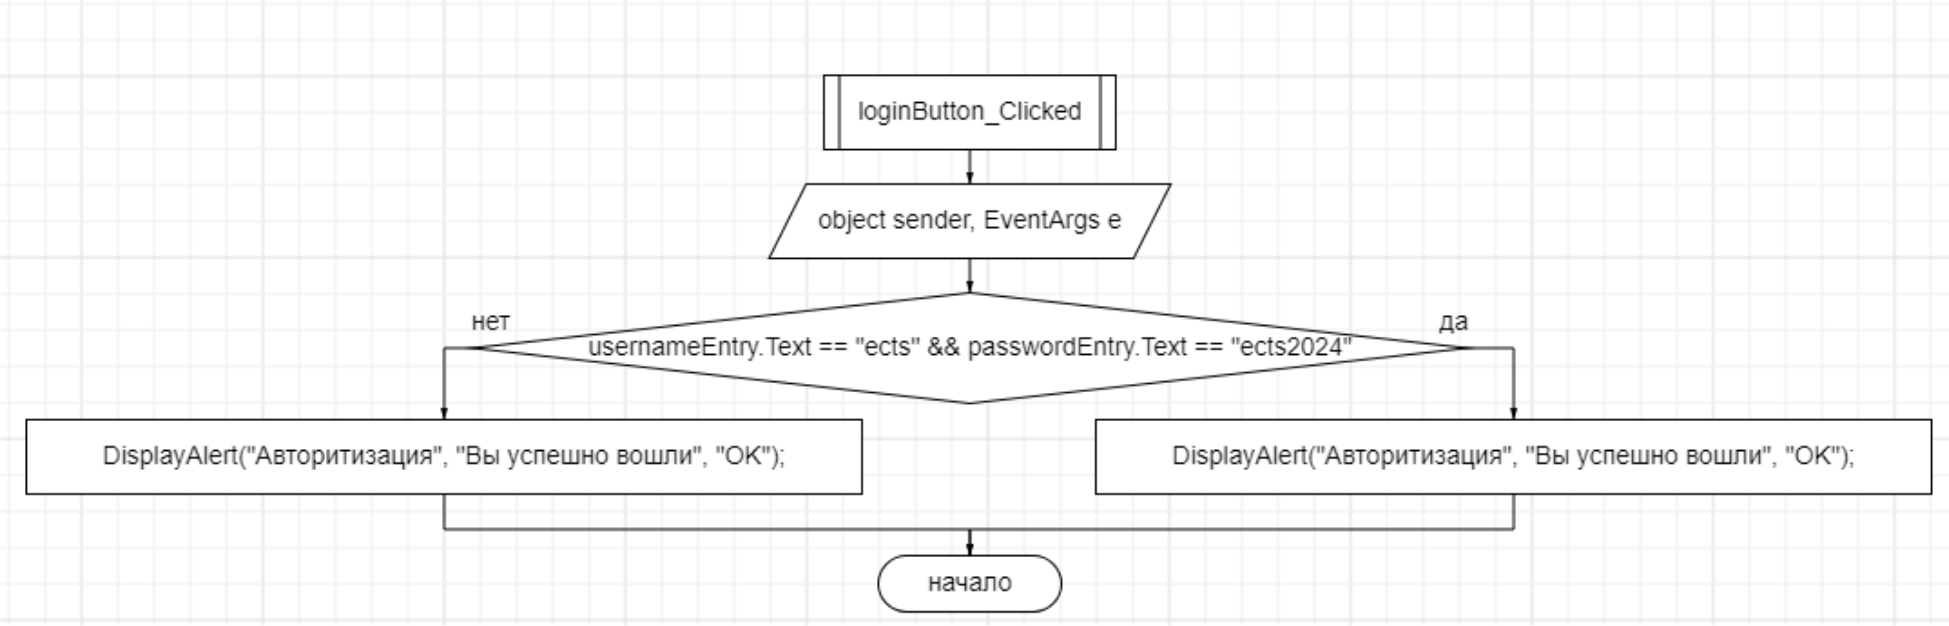 loginButton_Clicked
object sender, EventArgs e
нет
да
usernameEntry.Text == "ects" && passwordEntry.Text == "ects2024"
DisplayAlert("Авторитизация", "Вы успешно вошли", "OK");
DisplayAlert("Авторитизация", "Вы успешно вошли", "OK");
начало